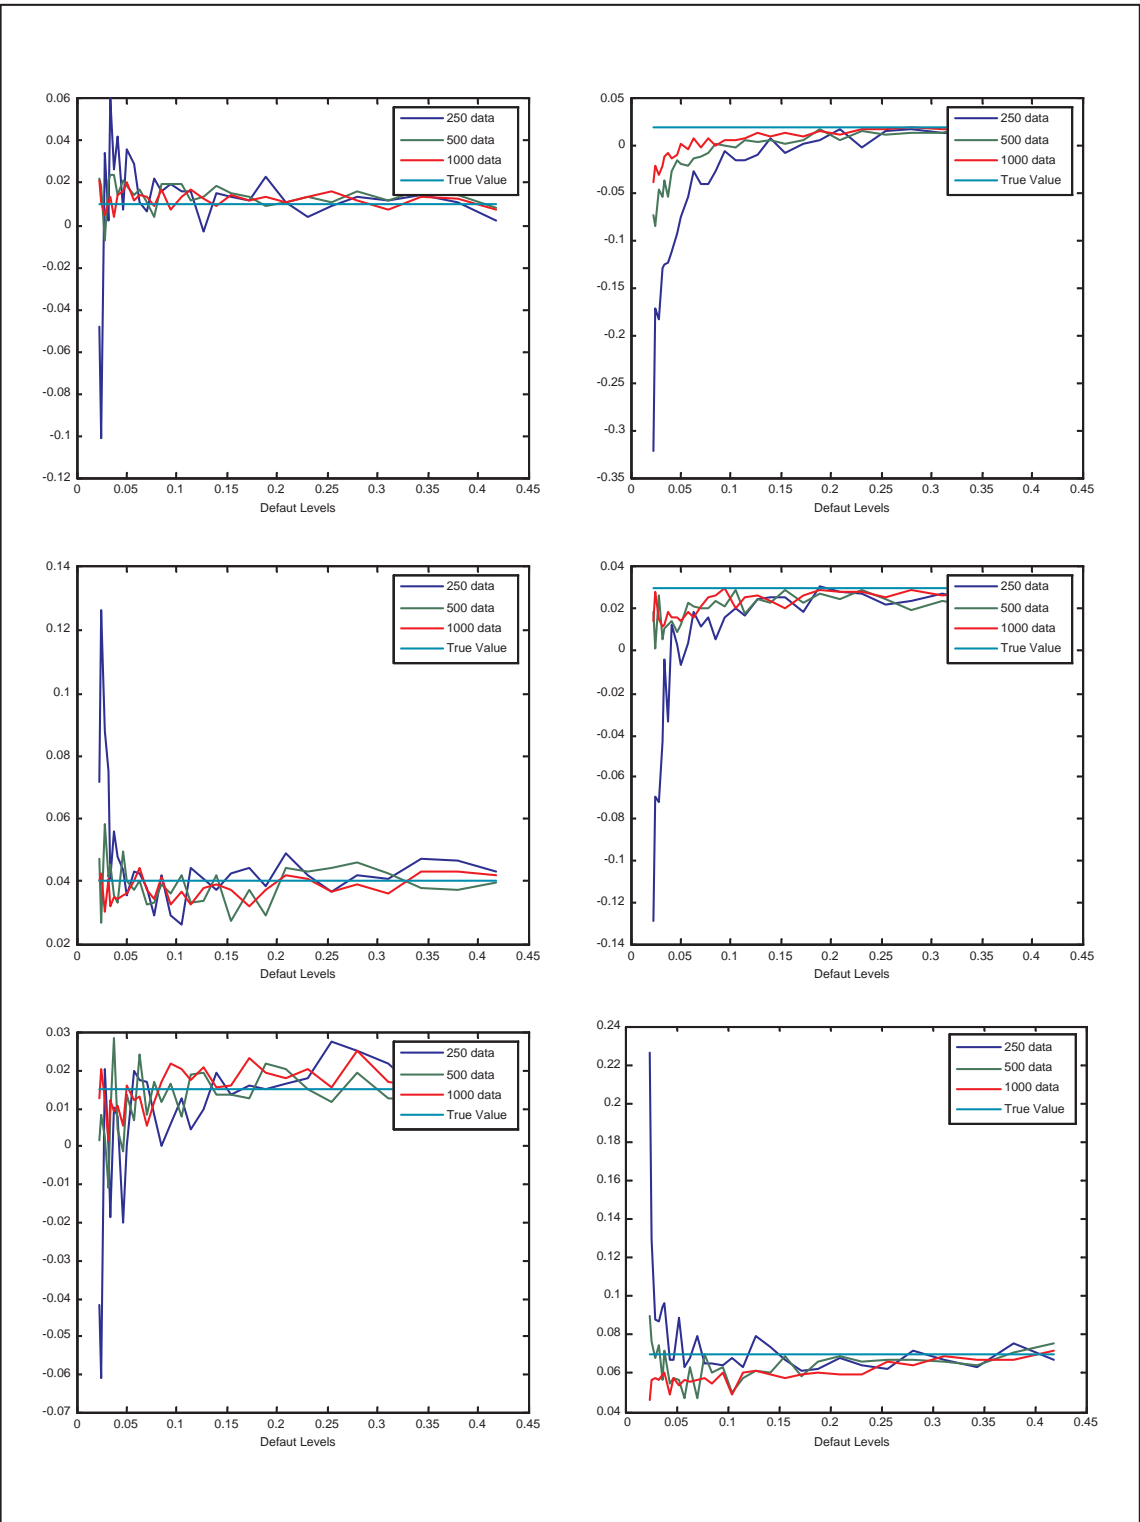 0.06
0.04
0.02
0
-0.02
-0.04
-0.06
-0.08
-0.1
-0.12
0 0.05 0.1 0.15 0.2 0.25 0.3 0.35 0.4 0.45
Defaut Levels
250 data
500 data
1000 data
True Value
0.05
0
-0.05
-0.1
-0.15
-0.2
-0.25
-0.3
-0.35
0 0.05 0.1 0.15 0.2 0.25 0.3 0.35 0.4 0.45
Defaut Levels
250 data
500 data
1000 data
True Value
0.14
0.12
0.1
0.08
0.06
0.04
0.02
0 0.05 0.1 0.15 0.2 0.25 0.3 0.35 0.4 0.45
Defaut Levels
250 data
500 data
1000 data
True Value
0.04
0.02
0
-0.02
-0.04
-0.06
-0.08
-0.1
-0.12
-0.14
0 0.05 0.1 0.15 0.2 0.25 0.3 0.35 0.4 0.45
Defaut Levels
250 data
500 data
1000 data
True Value
0.03
0.02
0.01
0
-0.01
-0.02
-0.03
-0.04
-0.05
-0.06
-0.07
0 0.05 0.1 0.15 0.2 0.25 0.3 0.35 0.4 0.45
Defaut Levels
250 data
500 data
1000 data
True Value
0.24
0.22
0.2
0.18
0.16
0.14
0.12
0.1
0.08
0.06
0.04
0 0.05 0.1 0.15 0.2 0.25 0.3 0.35 0.4 0.45
Defaut Levels
250 data
500 data
1000 data
True Value